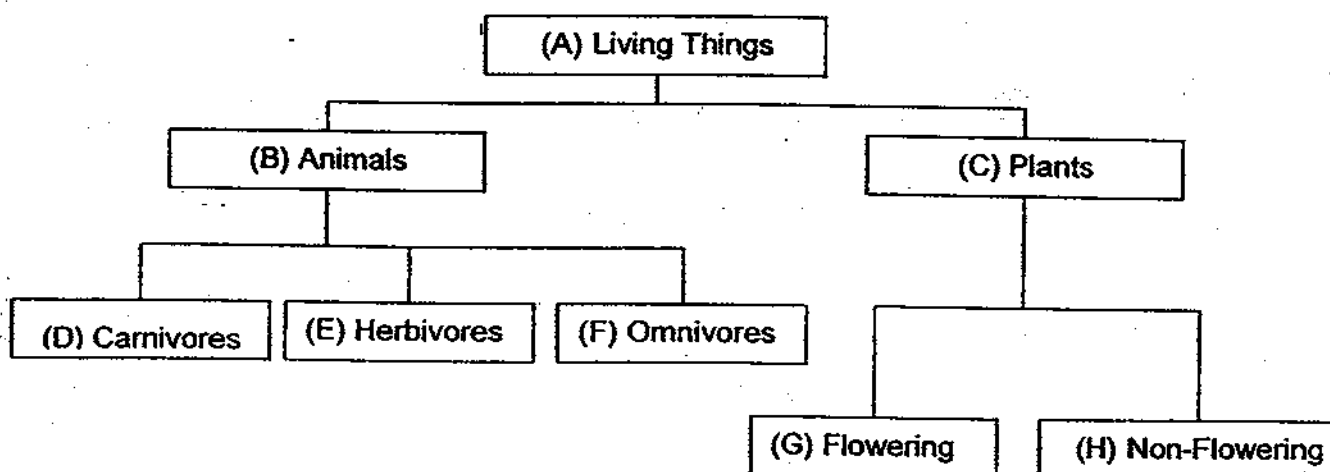 (A) Living Things
(B) Animals
(C) Plants
(D) Carnivores
(E) Herbivores
(F) Omnivores
(G) Flowering
(H) Non-Flowering